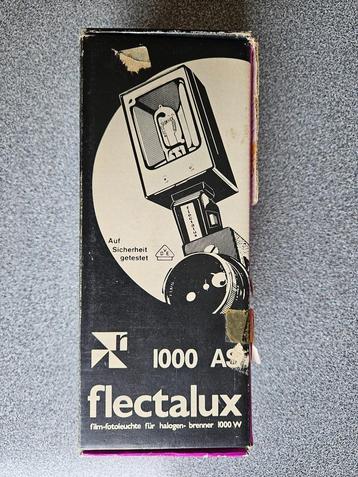 Auf
Sicherheit
getestet
1000 AS
flectalux
film-fotoleuchte für halogen-brenner 1000 W